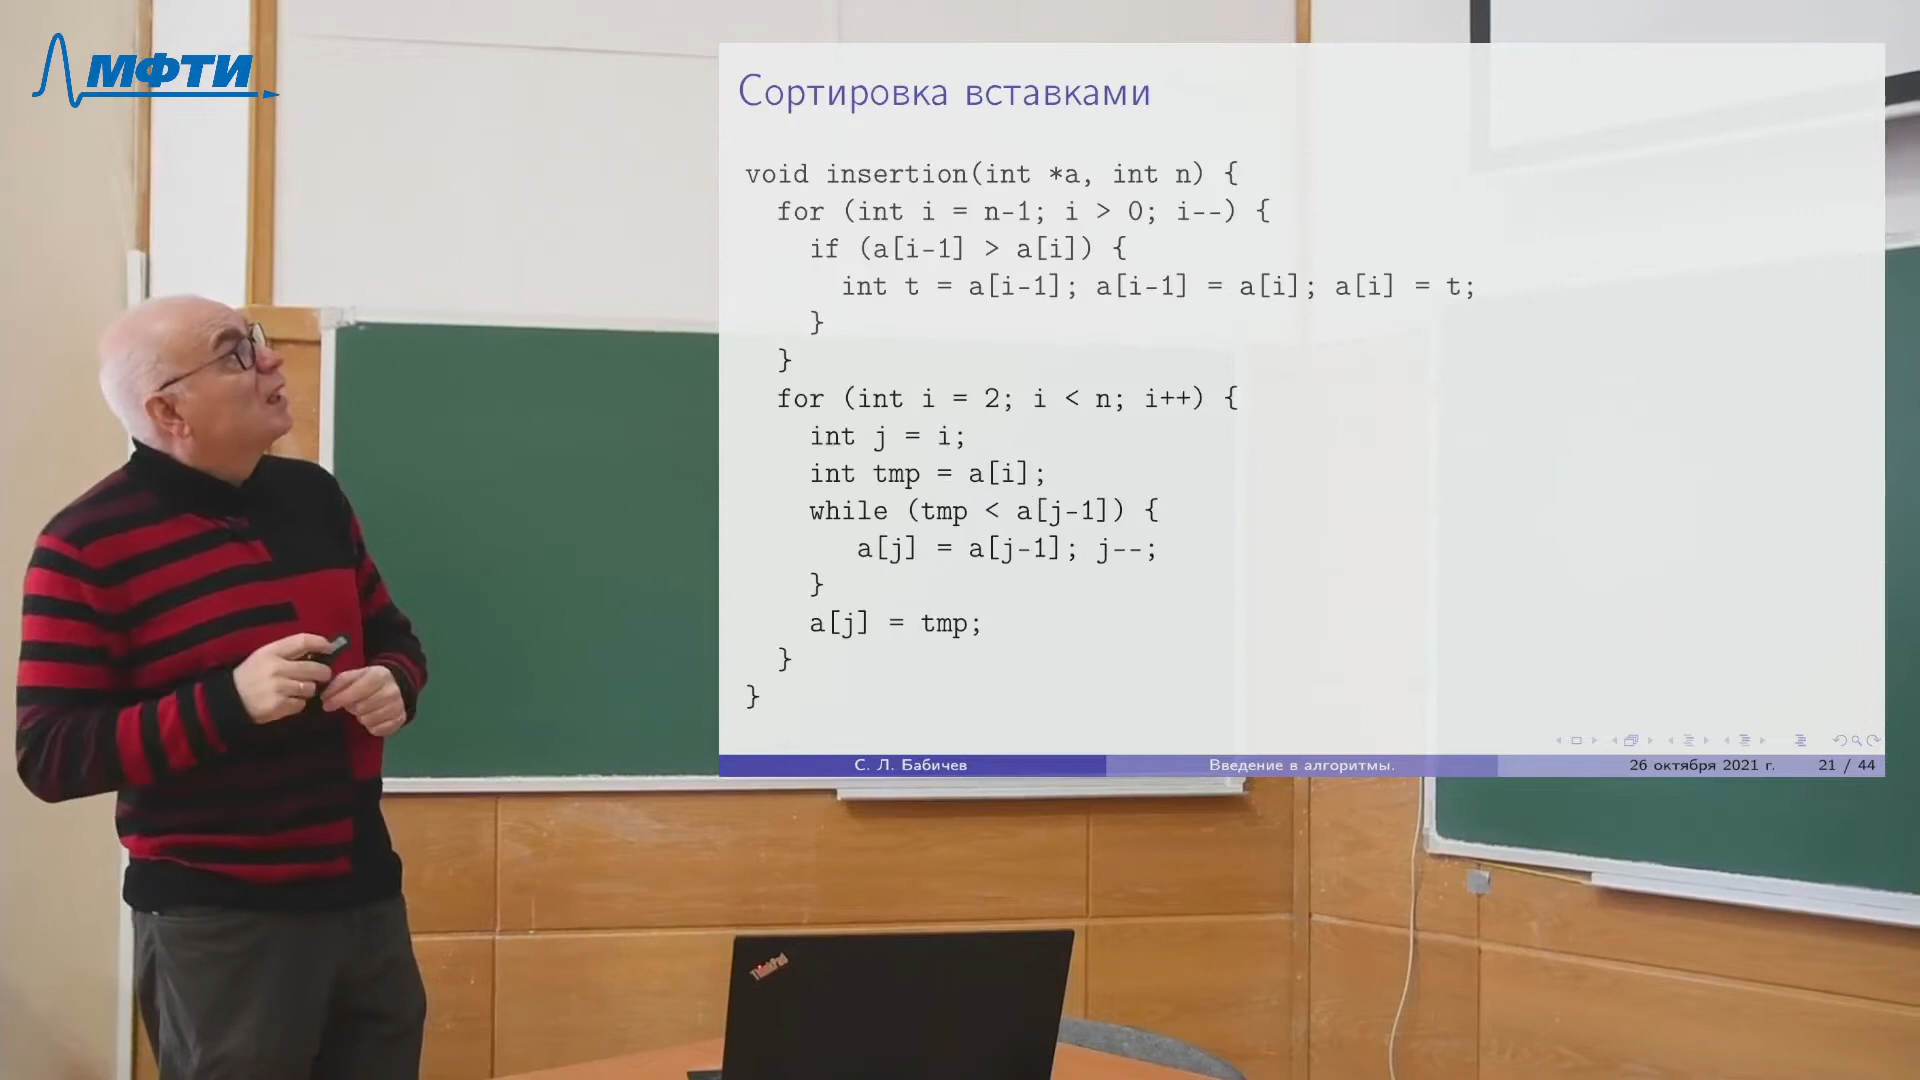 МФТИ
Сортировка вставками
void insertion(int *a, int n) {
for (int i = n-1; i > 0; i--) {
if (a[i-1] > a[i]) {
int t = a[i-1]; a[i-1] = a[i]; a[i] = t;
}
}
for (int i = 2; i < n; i++) {
int j = i;
int tmp = a[i];
while (tmp < a[j-1]) {
a[j] = a[j-1]; j--;
}
a[j] = tmp;
}
}
С. Л. Бабичев
Введение в алгоритмы.
26 октября 2021 г.
21 / 44
ThinkPad